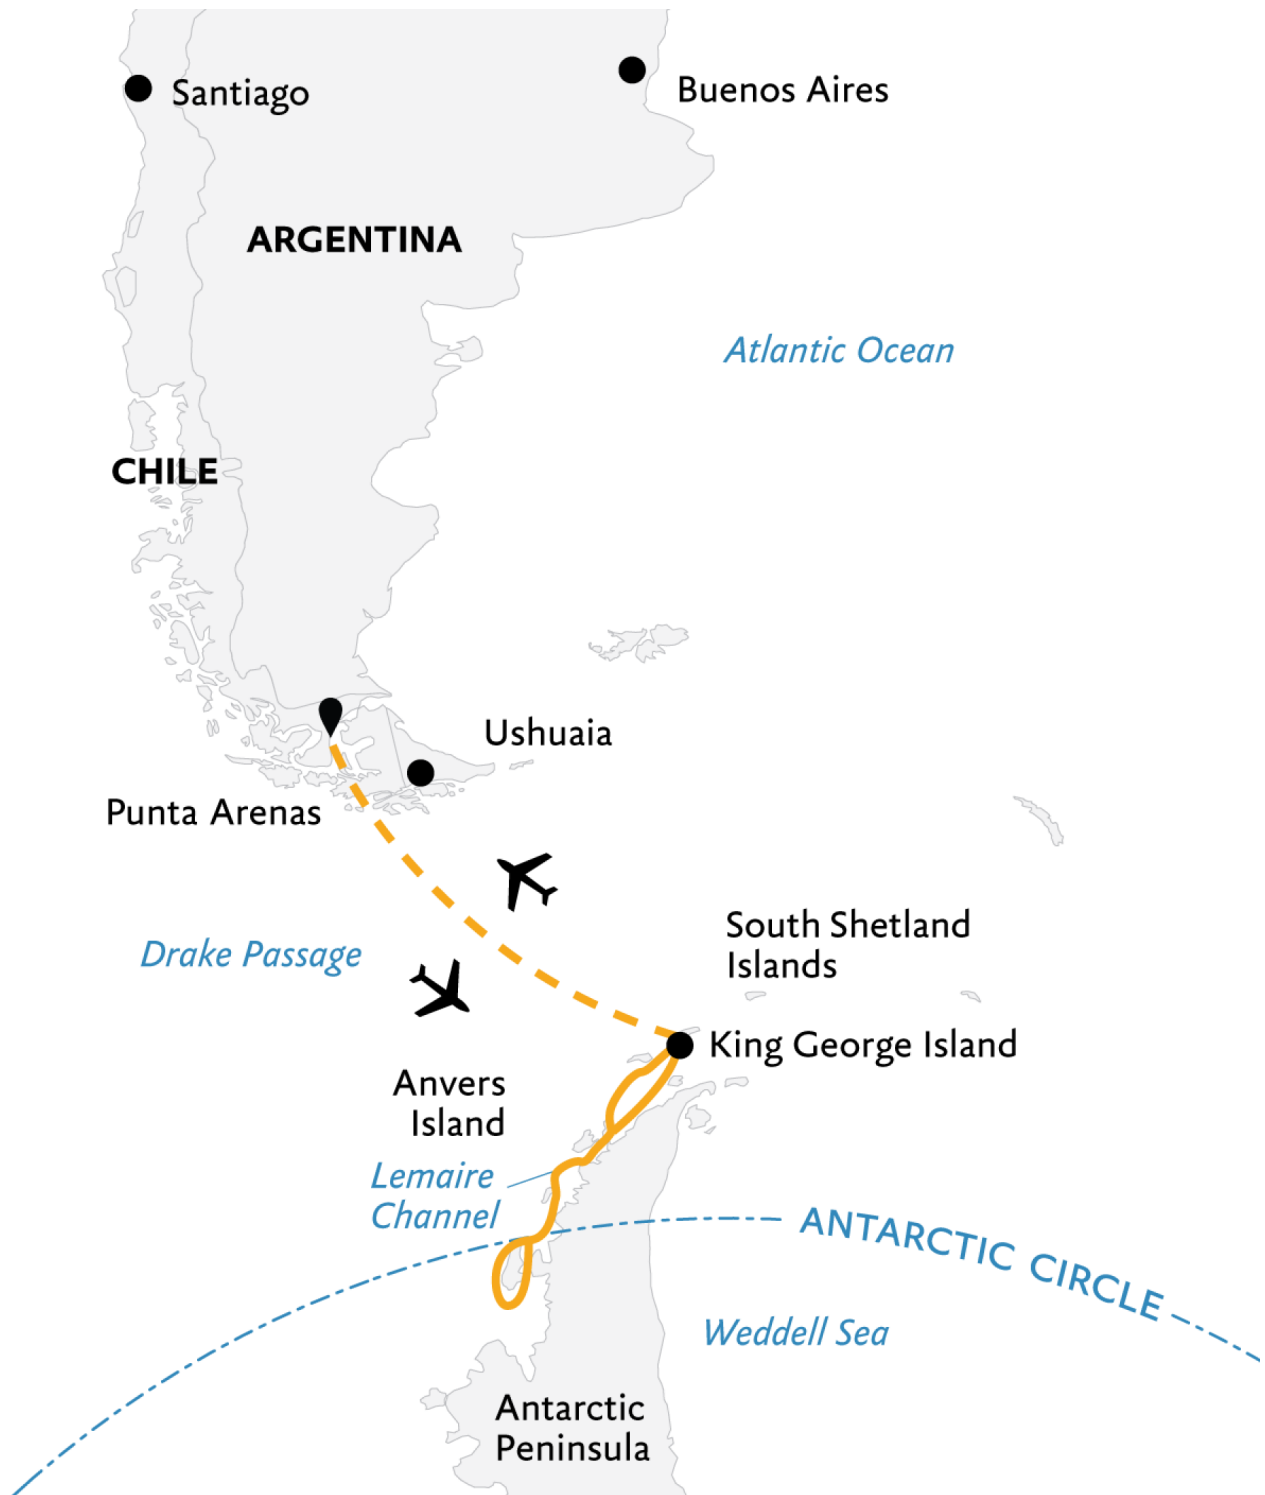 Santiago
Buenos Aires
ARGENTINA
Atlantic Ocean
CHILE
Ushuaia
Punta Arenas
South Shetland
Islands
Drake Passage
King George Island
Anvers
Island
Lemaire
Channel
ANTARCTIC CIRCLE
Weddell Sea
Antarctic
Peninsula